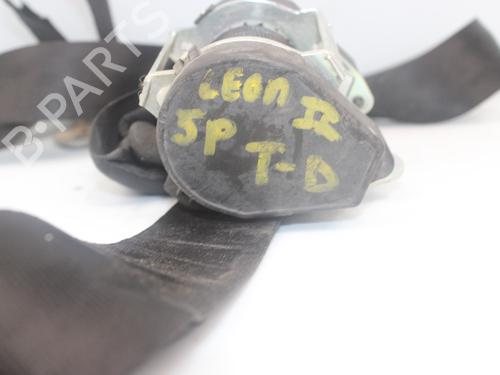 B-PARTS
LEON II
5P
T-D